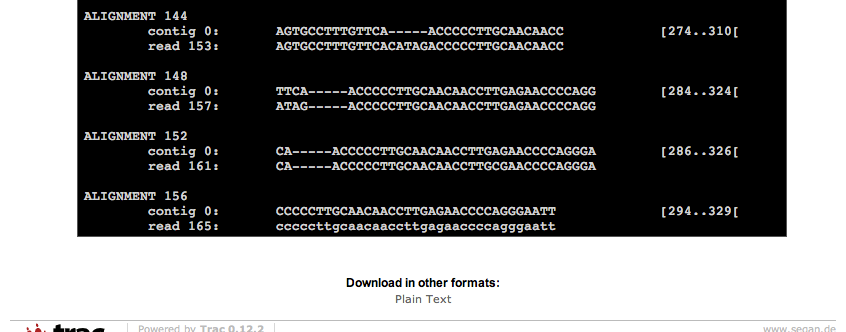 ALIGNMENT 144
contig 0: AGTGCCTTTGTTCA-----ACCCCCTTGCAACAACC [274..310[
read 153: AGTGCCTTTGTTCACATAGACCCCCTTGCAACAACC
ALIGNMENT 148
contig 0: TTCA-----ACCCCCTTGCAACAACCTTGAGAACCCCAGG [284..324[
read 157: ATAG-----ACCCCCTTGCAACAACCTTGAGAACCCCAGG
ALIGNMENT 152
contig 0: CA-----ACCCCCTTGCAACAACCTTGAGAACCCCAGGGA [286..326[
read 161: CA-----ACCCCCTTGCAACAACCTTGCGAACCCCAGGGA
ALIGNMENT 156
contig 0: CCCCCTTGCAACAACCTTGAGAACCCCAGGGAATT [294..329[
read 165: cccccttgcaacaaccttgagaaccccagggaatt
Download in other formats:
Plain Text
trac Powered by Trac 0.12.2 www.seqan.de